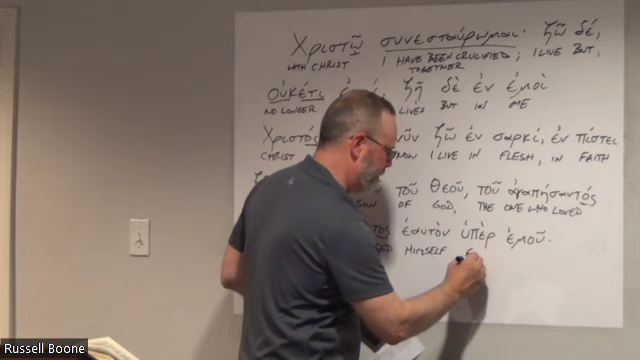 Χριστῷ συνεσταύρωμαι· ζῶ δέ,
WITH CHRIST I HAVE BEEN CRUCIFIED; I LIVE BUT,
TOGETHER
Οὐκέτι ζῇ δὲ ἐν ἐμοὶ
NO LONGER LIVES BUT IN ME
Χριστός νῦν ζῶ ἐν σαρκί, ἐν πίστει
CHRIST NOW I LIVE IN FLESH, IN FAITH
τοῦ Θεοῦ, τοῦ ἀγαπήσαντός
SON OF GOD, THE ONE WHO LOVED
ἑαυτὸν ὑπὲρ ἐμοῦ.
HIMSELF
Russell Boone